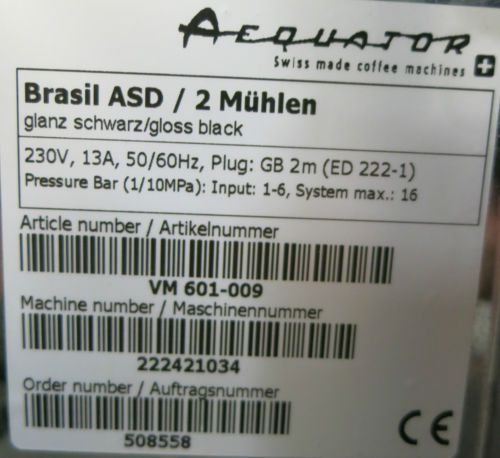 AEQUATOR
Swiss made coffee machines
Brasil ASD / 2 Mühlen
glanz schwarz/gloss black
230V, 13A, 50/60Hz, Plug: GB 2m (ED 222-1)
Pressure Bar (1/10MPa): Input: 1-6, System max.: 16
Article number / Artikelnummer
VM 601-009
Machine number / Maschinennummer
222421034
Order number / Auftragsnummer
508558
CE